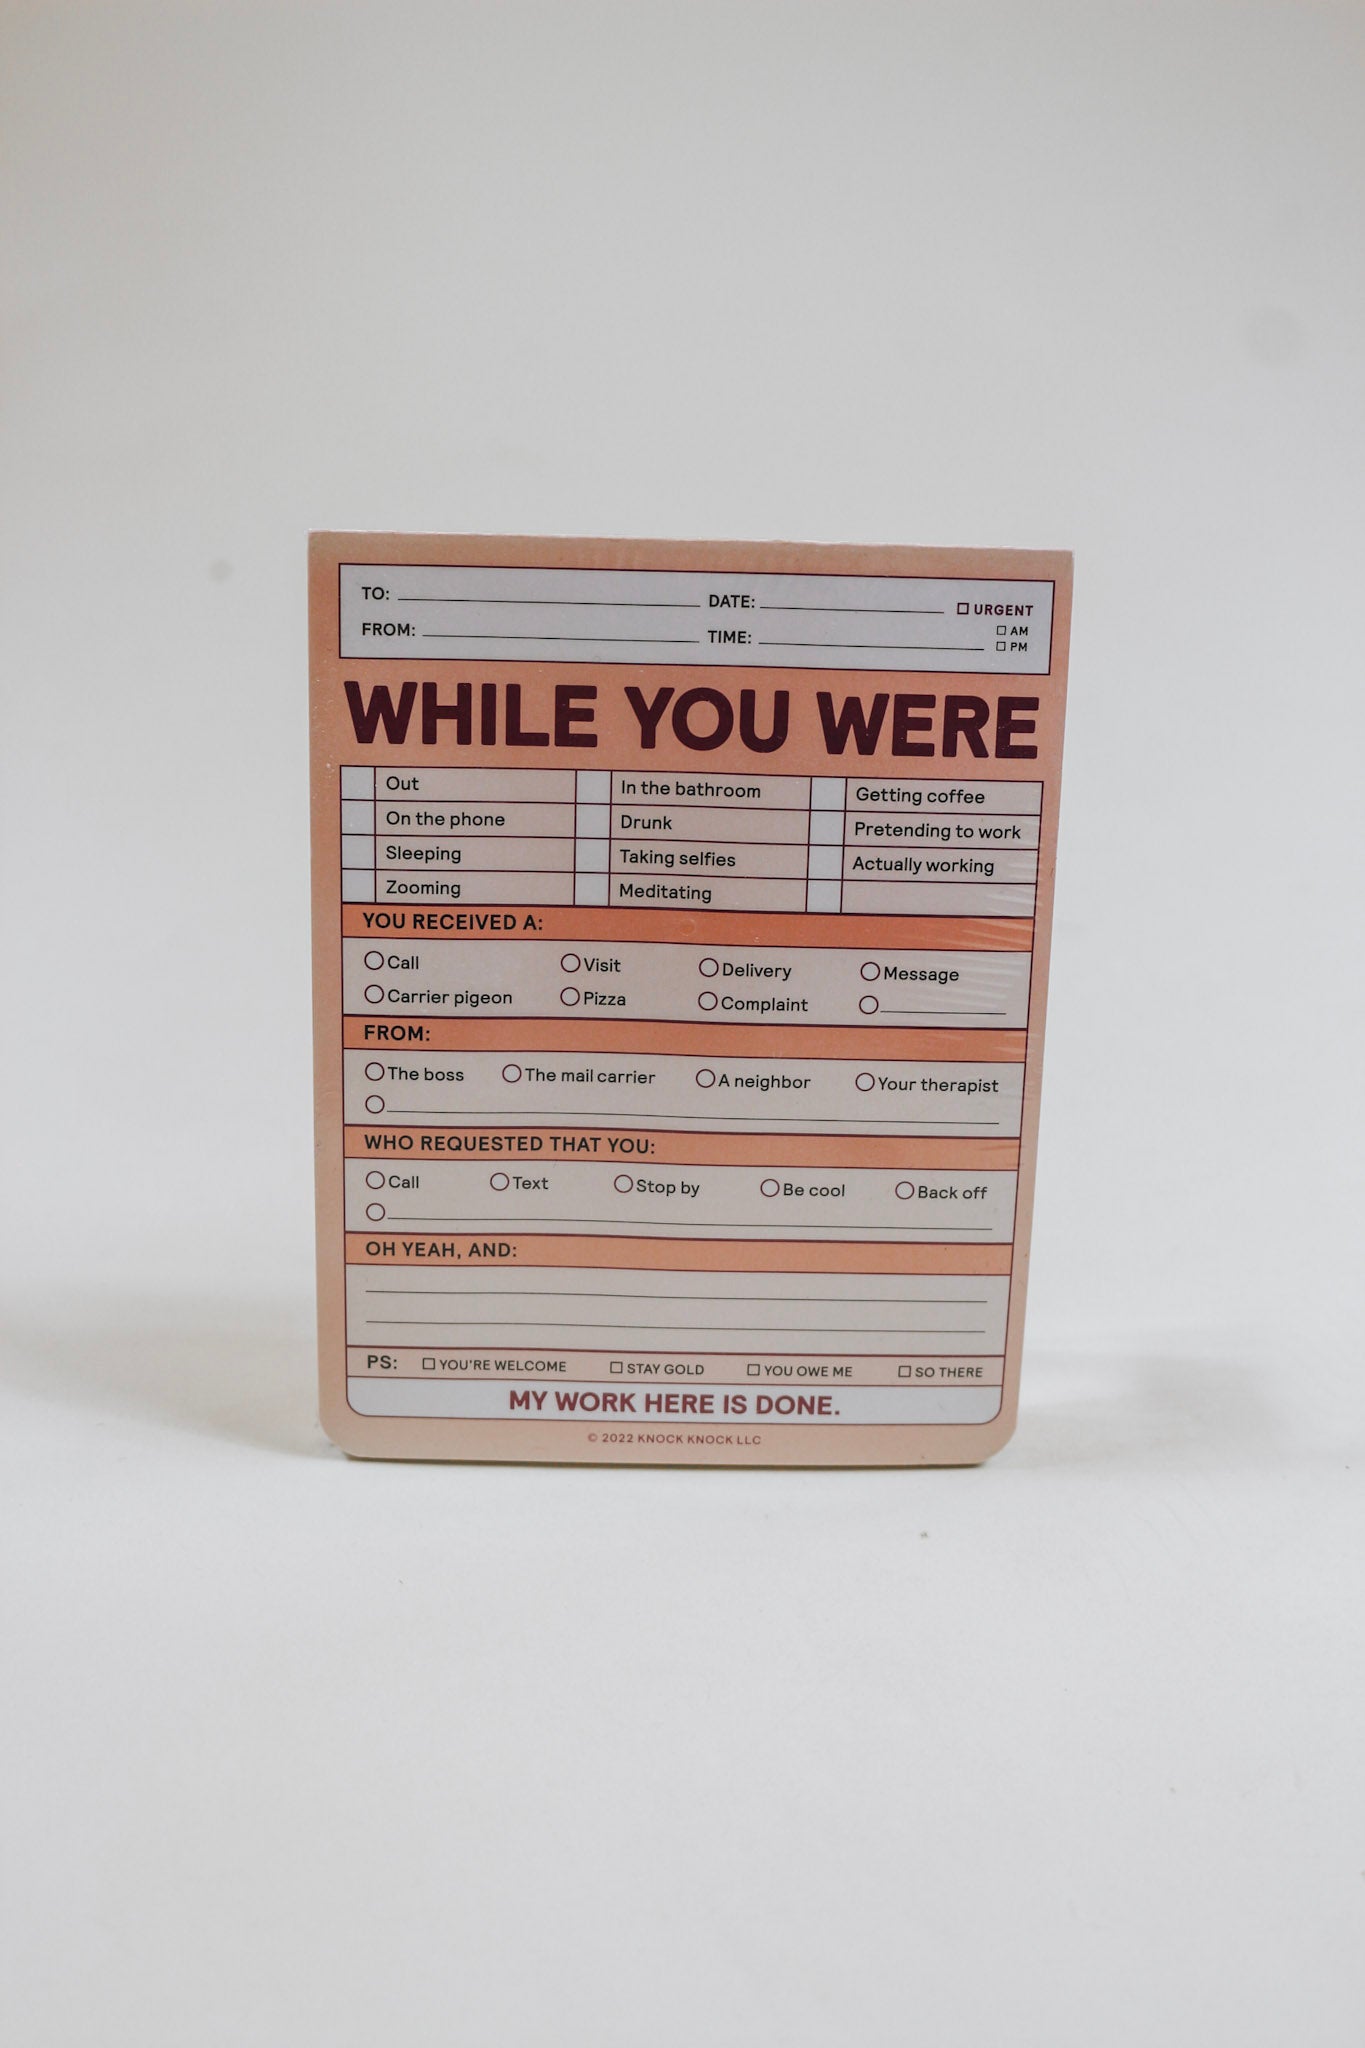 TO: DATE: URGENT
FROM: TIME: AM
PM
WHILE YOU WERE
Out In the bathroom Getting coffee
On the phone Drunk Pretending to work
Sleeping Taking selfies Actually working
Zooming Meditating
YOU RECEIVED A:
Call Visit Delivery Message
Carrier pigeon Pizza Complaint
FROM:
The boss The mail carrier A neighbor Your therapist
WHO REQUESTED THAT YOU:
Call Text Stop by Be cool Back off
OH YEAH, AND:
PS: YOU'RE WELCOME STAY GOLD YOU OWE ME SO THERE
MY WORK HERE IS DONE.
© 2022 KNOCK KNOCK LLC